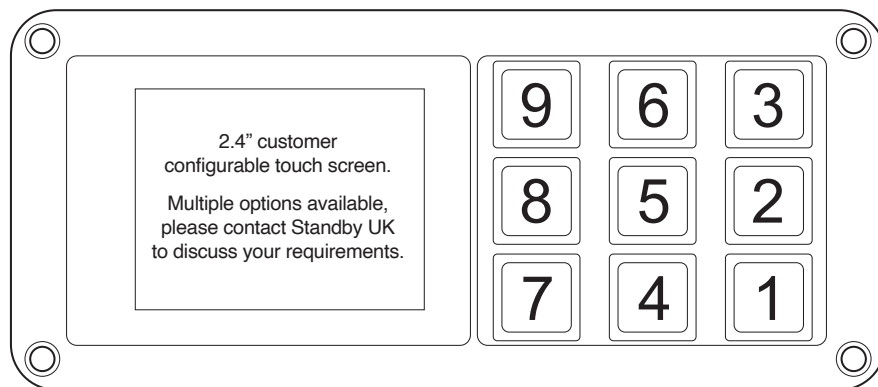 2.4” customer
configurable touch screen.
Multiple options available,
please contact Standby UK
to discuss your requirements.
9 6 3
8 5 2
7 4 1